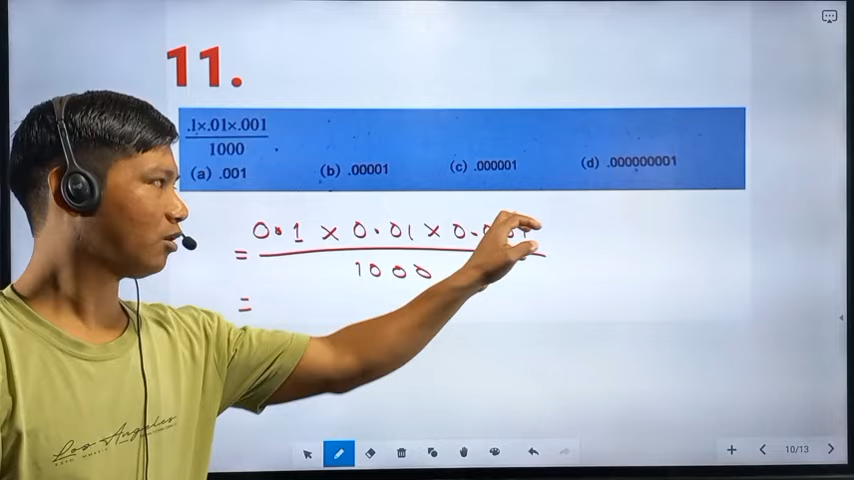 11.
.1×.01×.001
1000
(a) .001 (b) .00001 (c) .000001 (d) .000000001
= 0.1 × 0.01 × 0.
1000
=
Los Angeles
10/13